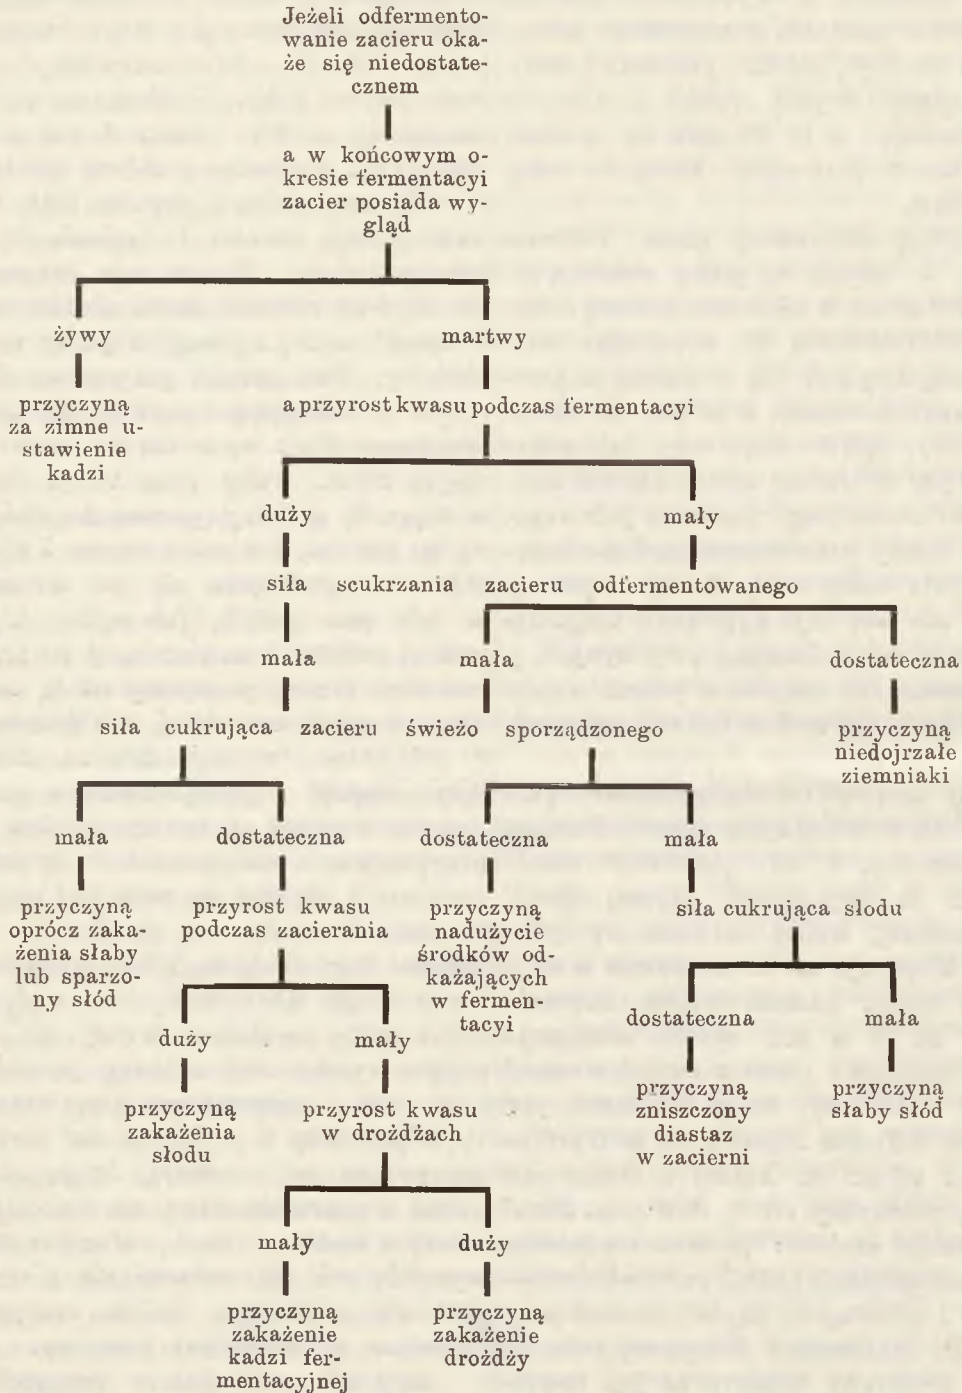 Jeżeli odfermento-
wanie zacieru oka-
że się niedostate-
cznem
a w końcowym o-
kresie fermentacyi
zacier posiada wy-
gląd
żywy
martwy
przyczyną
za zimne u-
stawienie
kadzi
a przyrost kwasu podczas fermentacyi
duży
mały
siła scukrzania zacieru odfermentowanego
mała
mała
dostateczna
siła cukrująca zacieru świeżo sporządzonego
przyczyną
niedojrzałe
ziemniaki
mała
dostateczna
dostateczna
mała
przyczyną
oprócz zaka-
żenia słaby
lub sparzo-
ny słód
przyrost kwasu
podczas zacierania
przyczyną
nadużycie
środków od-
każających
w fermen-
tacyi
siła cukrująca słodu
duży
mały
dostateczna
mała
przyczyną
zakażenia
słodu
przyrost kwasu
w drożdżach
przyczyną
zniszczony
diastaz
w zacierni
przyczyną
słaby słód
mały
duży
przyczyną
zakażenie
kadzi fer-
mentacyjnej
przyczyną
zakażenie
drożdży